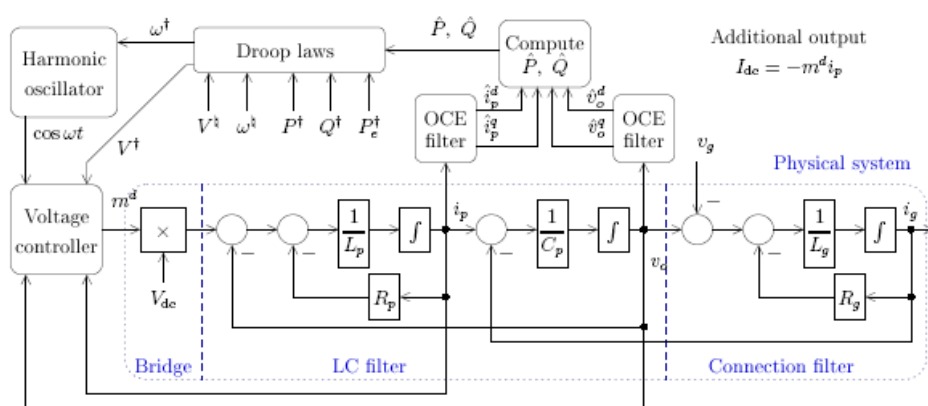 ω†
P̂, Q̂
Additional output
I_dc = −m^d i_p
Harmonic
oscillator
Droop laws
Compute
P̂, Q̂
V♮ ω♮ P† Q† P_e†
cos ωt
V†
OCE
filter
î_p^d
î_p^q
v̂_o^d
v̂_o^q
OCE
filter
v_g
Physical system
Voltage
controller
m^d
×
V_dc
−
−
1
L_p
∫
i_p
R_p
−
1
C_p
∫
v_o
−
−
1
L_g
∫
i_g
R_g
Bridge
LC filter
Connection filter